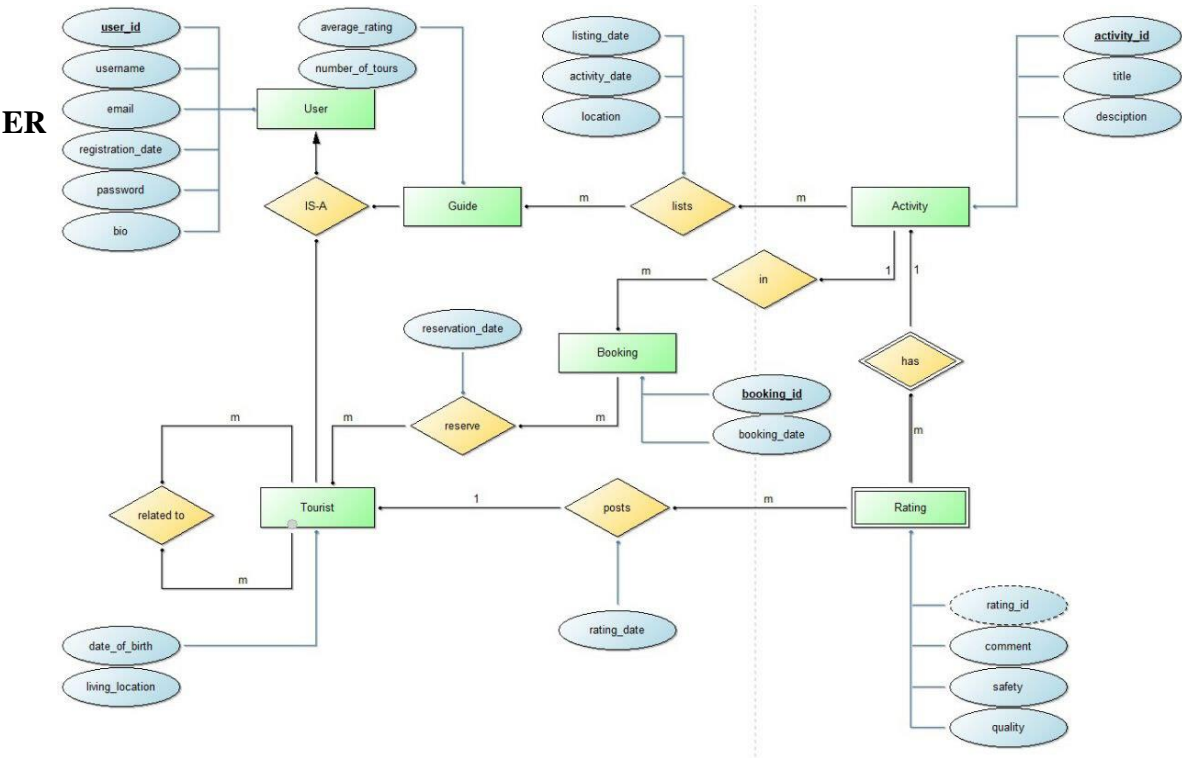 ER
user_id
username
email
registration_date
password
bio
average_rating
number_of_tours
User
IS-A
Guide
m
listing_date
activity_date
location
lists
m
Activity
activity_id
title
desciption
m
in
1
1
Booking
booking_id
booking_date
has
m
reservation_date
m
reserve
m
m
related to
m
Tourist
1
posts
m
Rating
rating_date
date_of_birth
living_location
rating_id
comment
safety
quality